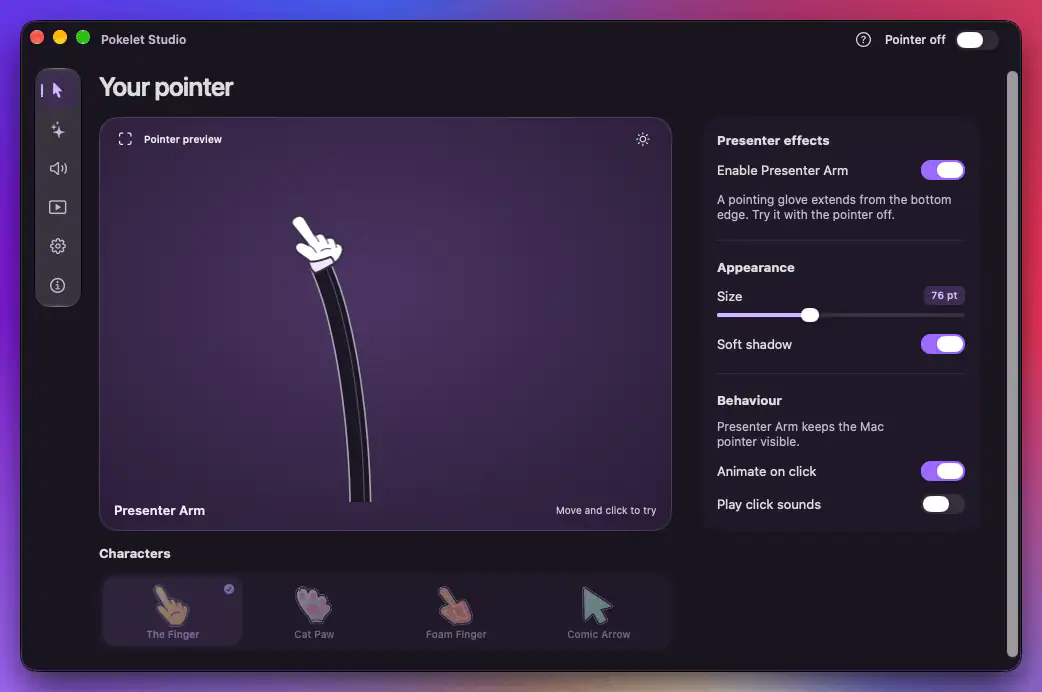 Pokelet Studio
Pointer off
Your pointer
Pointer preview
Presenter Arm
Move and click to try
Presenter effects
Enable Presenter Arm
A pointing glove extends from the bottom
edge. Try it with the pointer off.
Appearance
Size
76 pt
Soft shadow
Behaviour
Presenter Arm keeps the Mac
pointer visible.
Animate on click
Play click sounds
Characters
The Finger
Cat Paw
Foam Finger
Comic Arrow